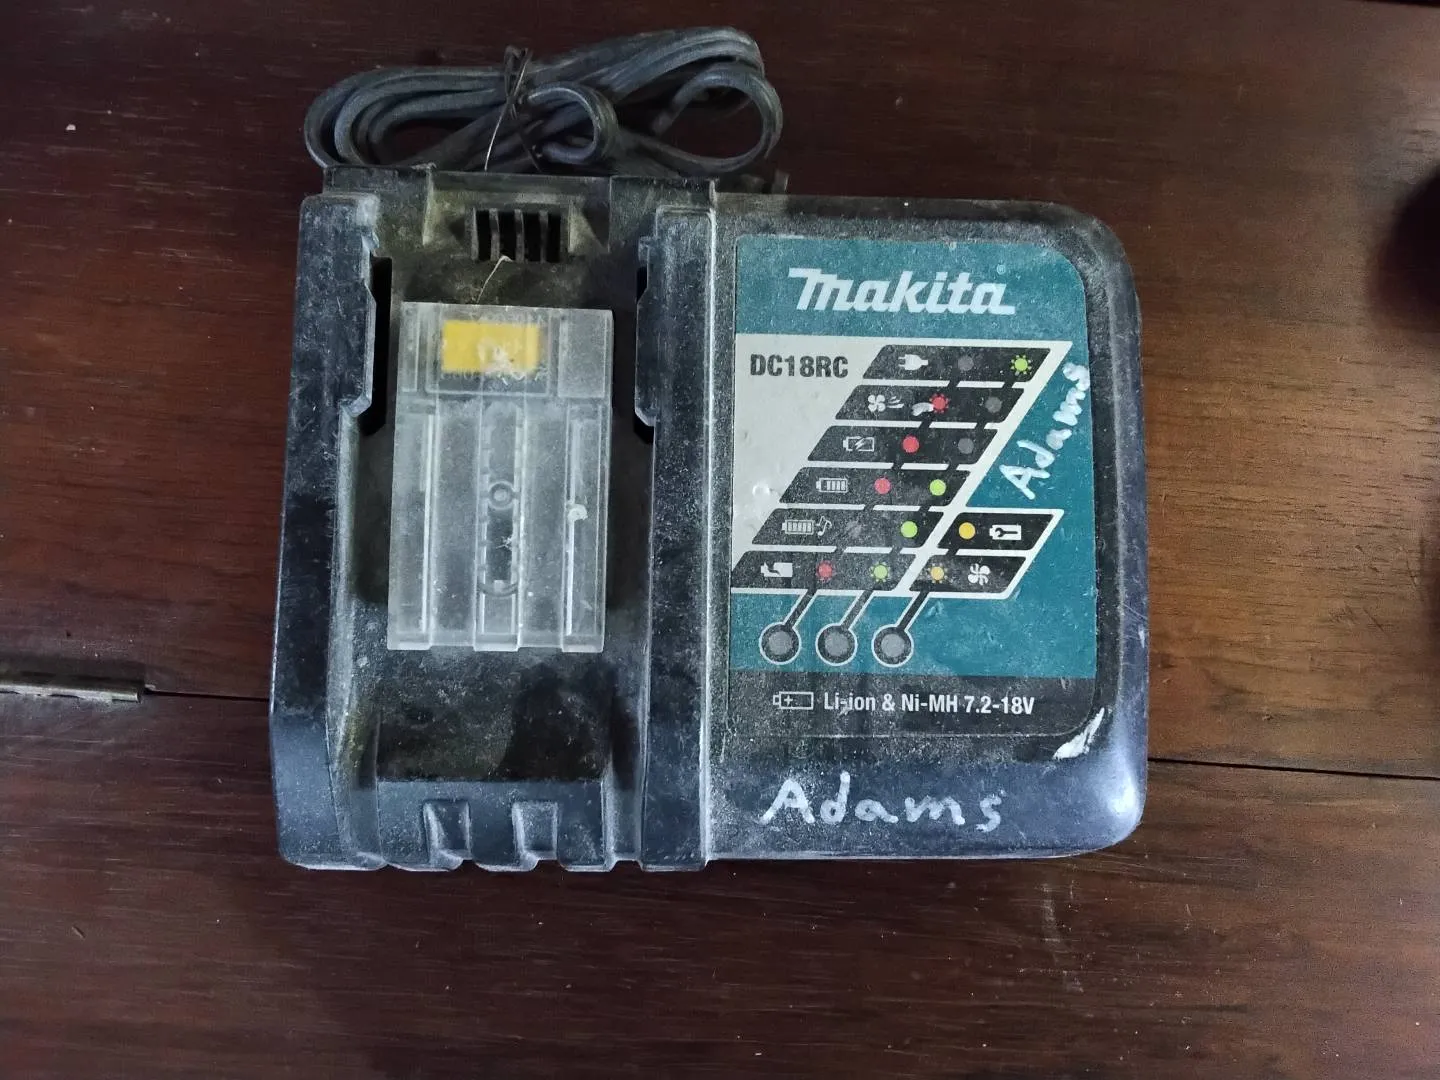 makita
DC18RC
Adams
Li-ion & Ni-MH 7.2-18V
Adams